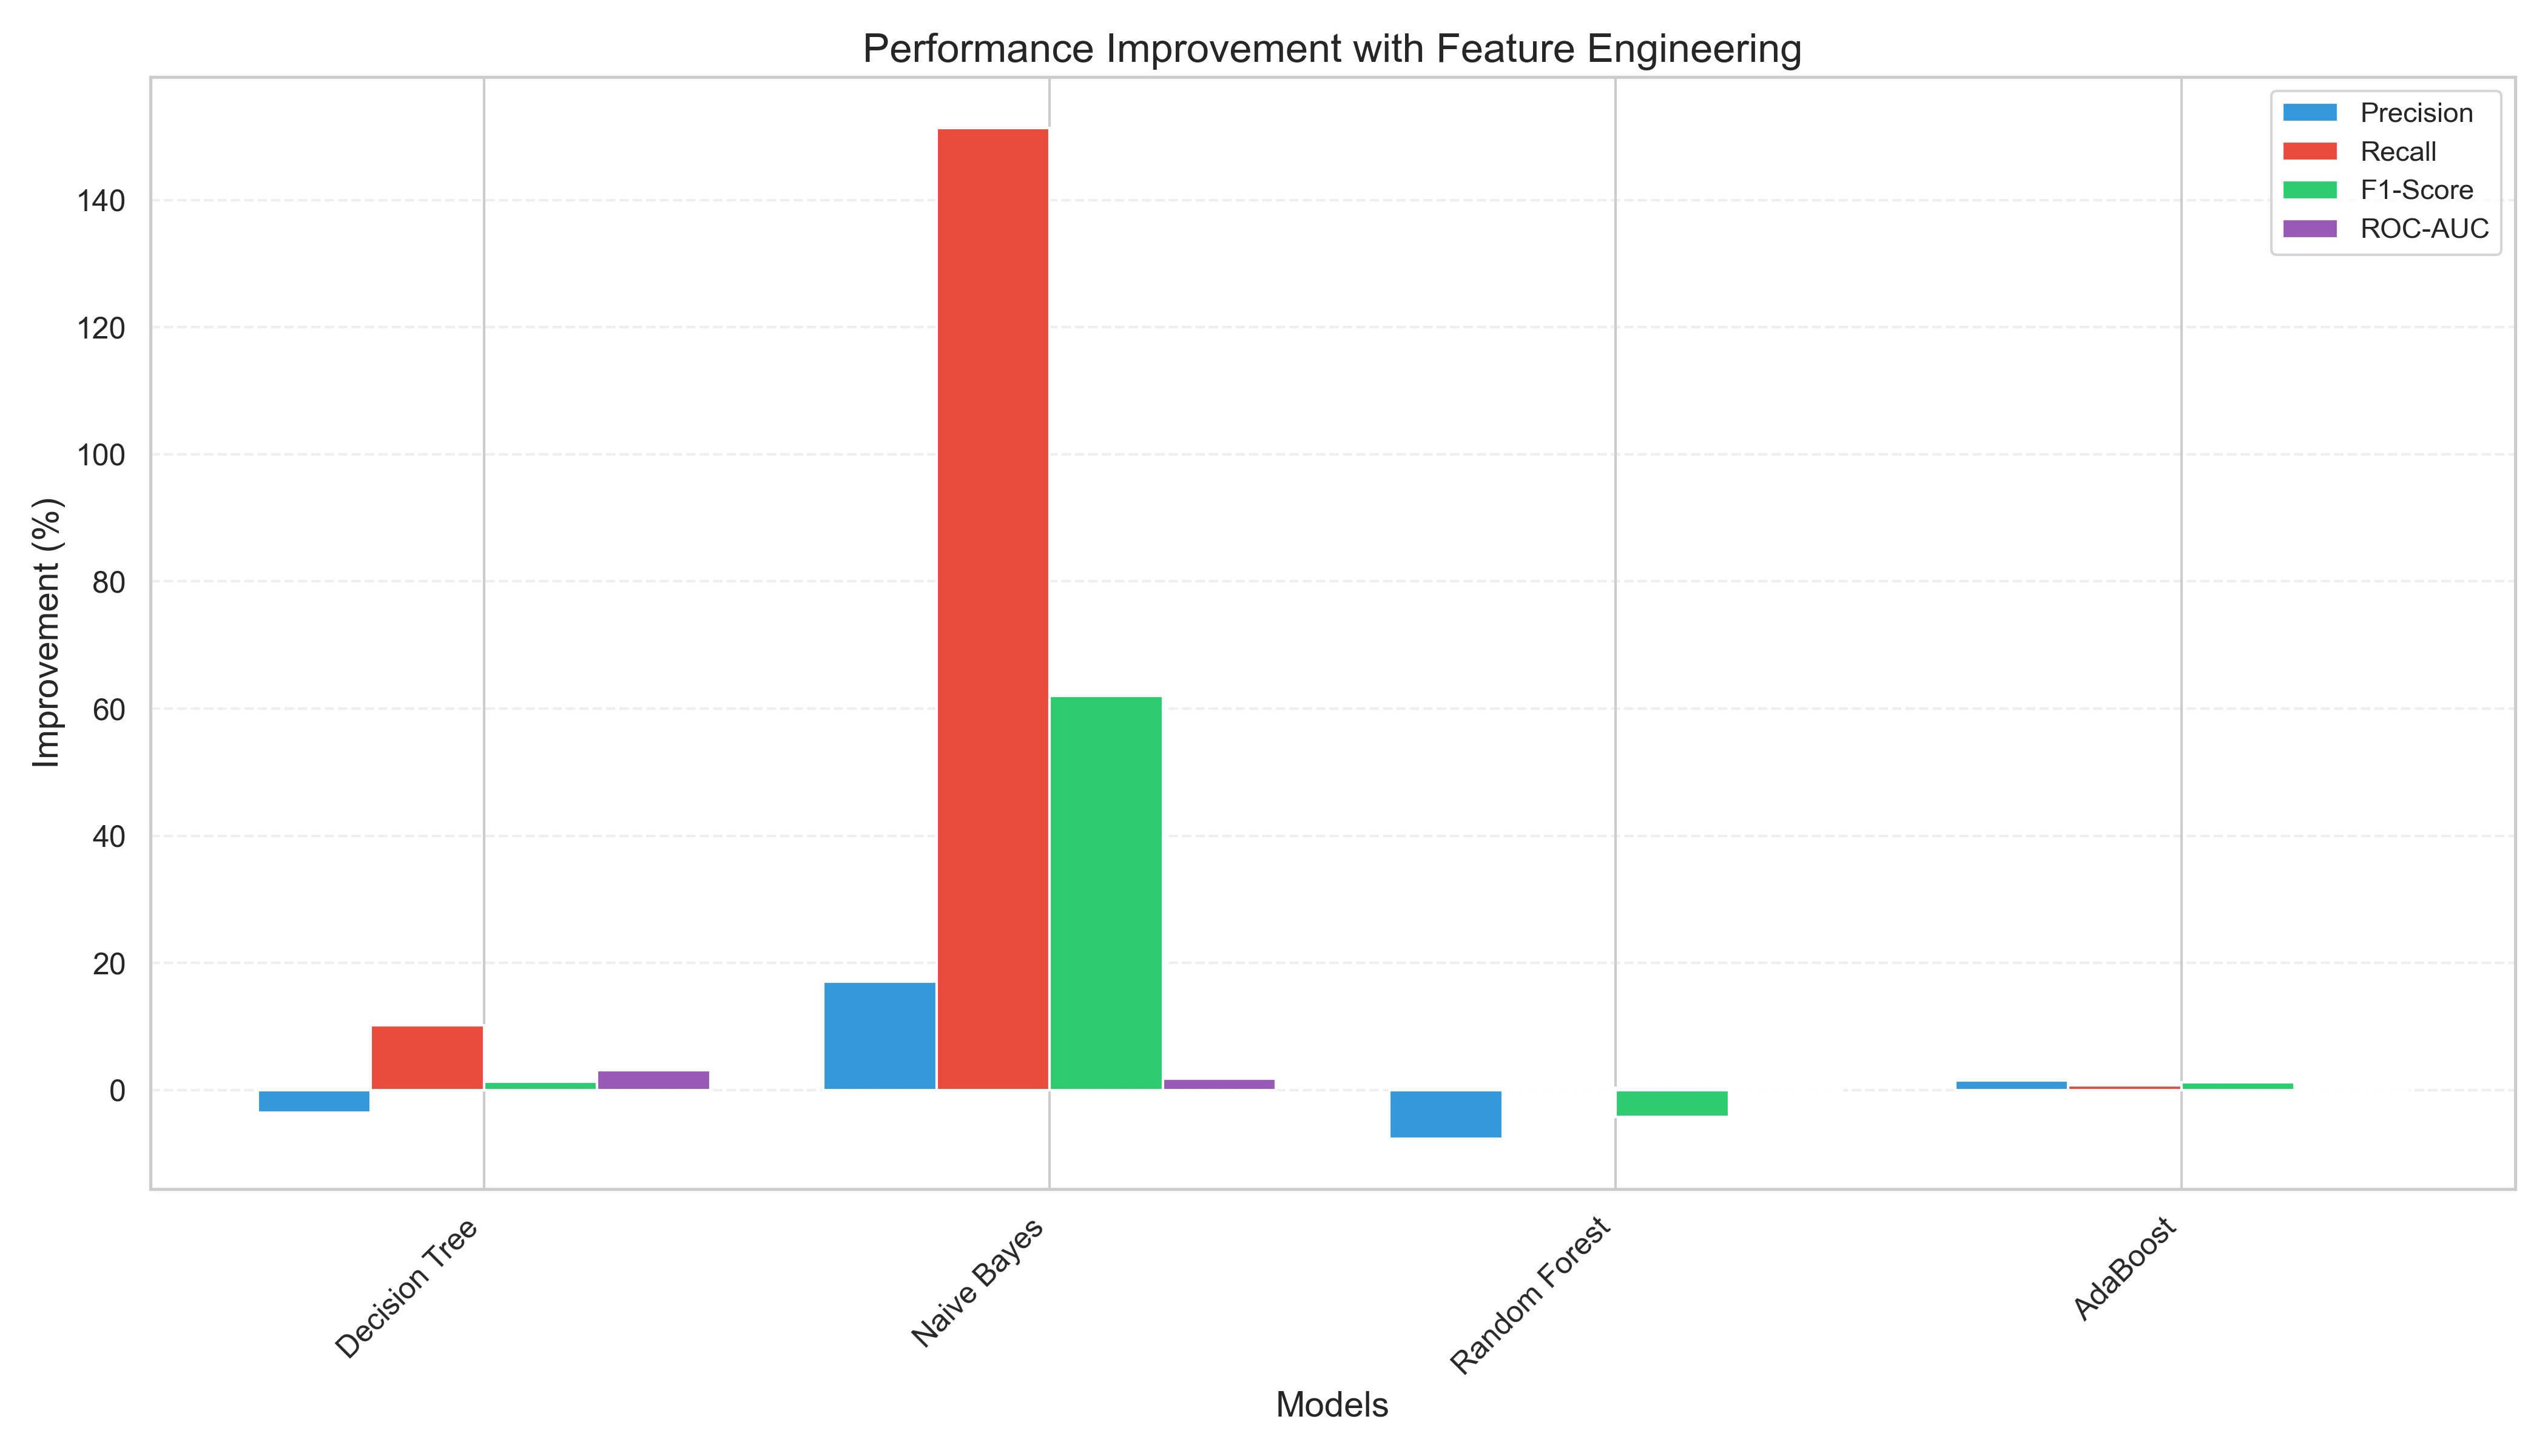 Performance Improvement with Feature Engineering
Precision
Recall
F1-Score
ROC-AUC
Improvement (%)
140
120
100
80
60
40
20
0
Decision Tree
Naive Bayes
Random Forest
AdaBoost
Models